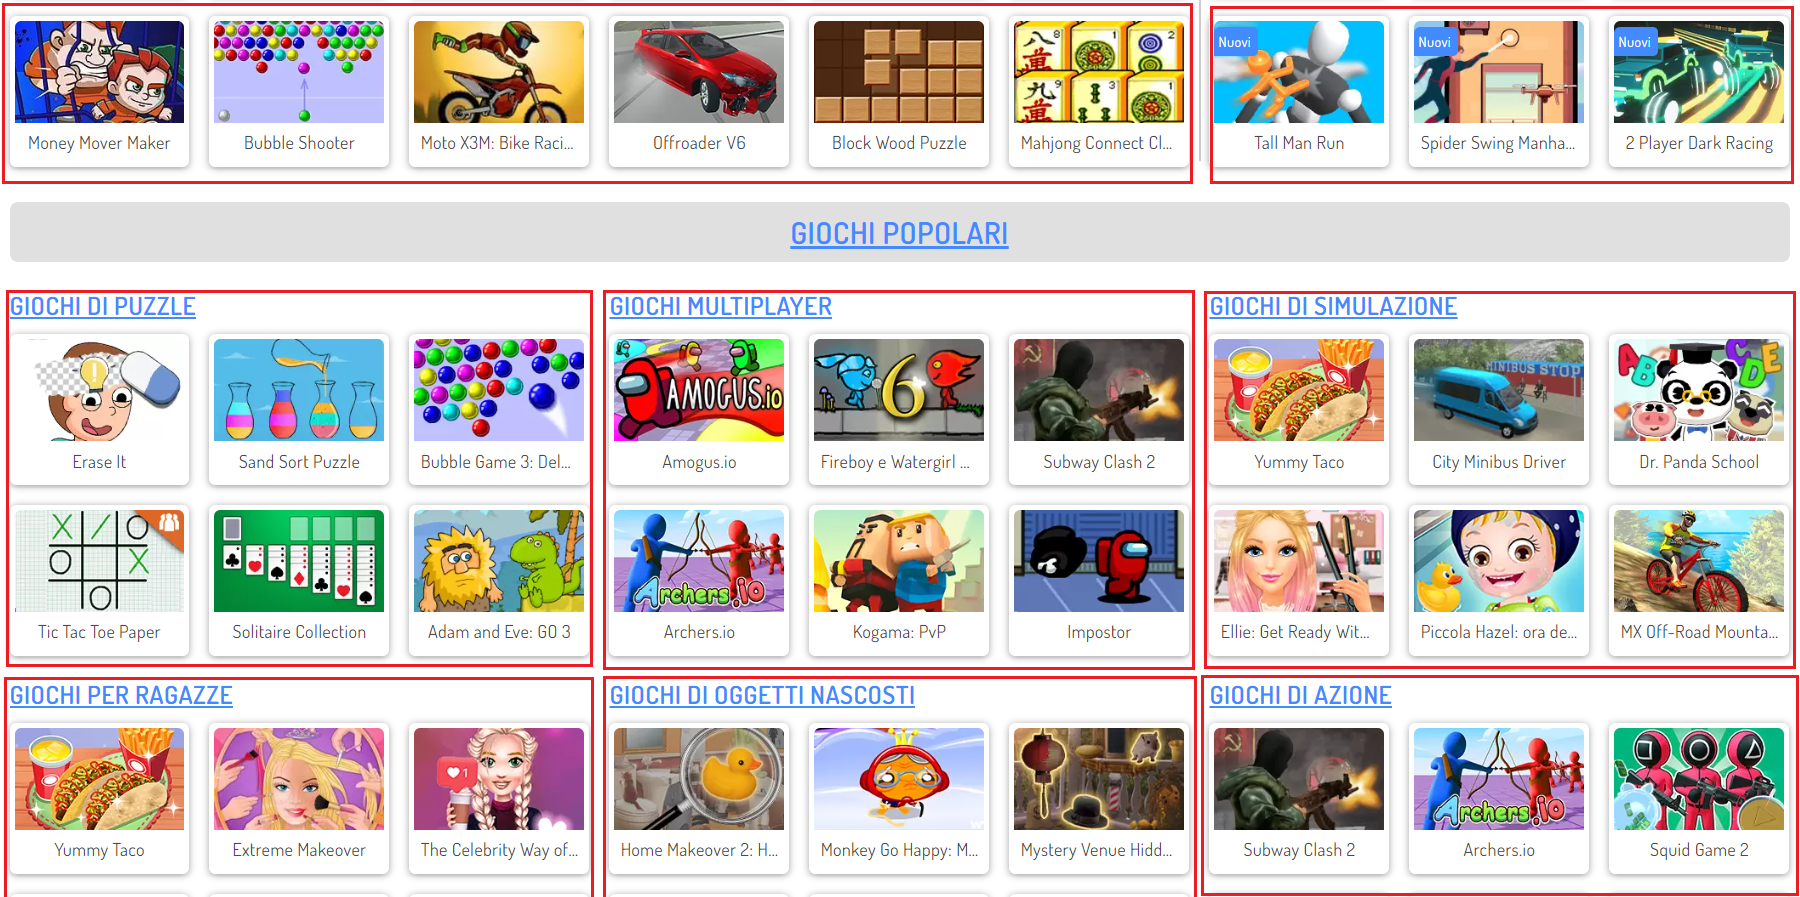 Nuovi
Nuovi
Nuovi
Money Mover Maker
Bubble Shooter
Moto X3M: Bike Raci...
Offroader V6
Block Wood Puzzle
Mahjong Connect Cl...
Tall Man Run
Spider Swing Manha...
2 Player Dark Racing
GIOCHI POPOLARI
GIOCHI DI PUZZLE
AMOGUS.io
Erase It
Sand Sort Puzzle
Bubble Game 3: Del...
Archers.io
Tic Tac Toe Paper
Solitaire Collection
Adam and Eve: GO 3
GIOCHI MULTIPLAYER
6
Amogus.io
Fireboy e Watergirl ...
Subway Clash 2
Archers.io
Kogama: PvP
Impostor
GIOCHI DI SIMULAZIONE
MINIBUS STOP
A B C D E
Yummy Taco
City Minibus Driver
Dr. Panda School
Ellie: Get Ready Wit...
Piccola Hazel: ora de...
MX Off-Road Mounta...
GIOCHI PER RAGAZZE
1
Yummy Taco
Extreme Makeover
The Celebrity Way of...
GIOCHI DI OGGETTI NASCOSTI
Home Makeover 2: H...
Monkey Go Happy: M...
Mystery Venue Hidd...
GIOCHI DI AZIONE
Archers.io
Subway Clash 2
Archers.io
Squid Game 2